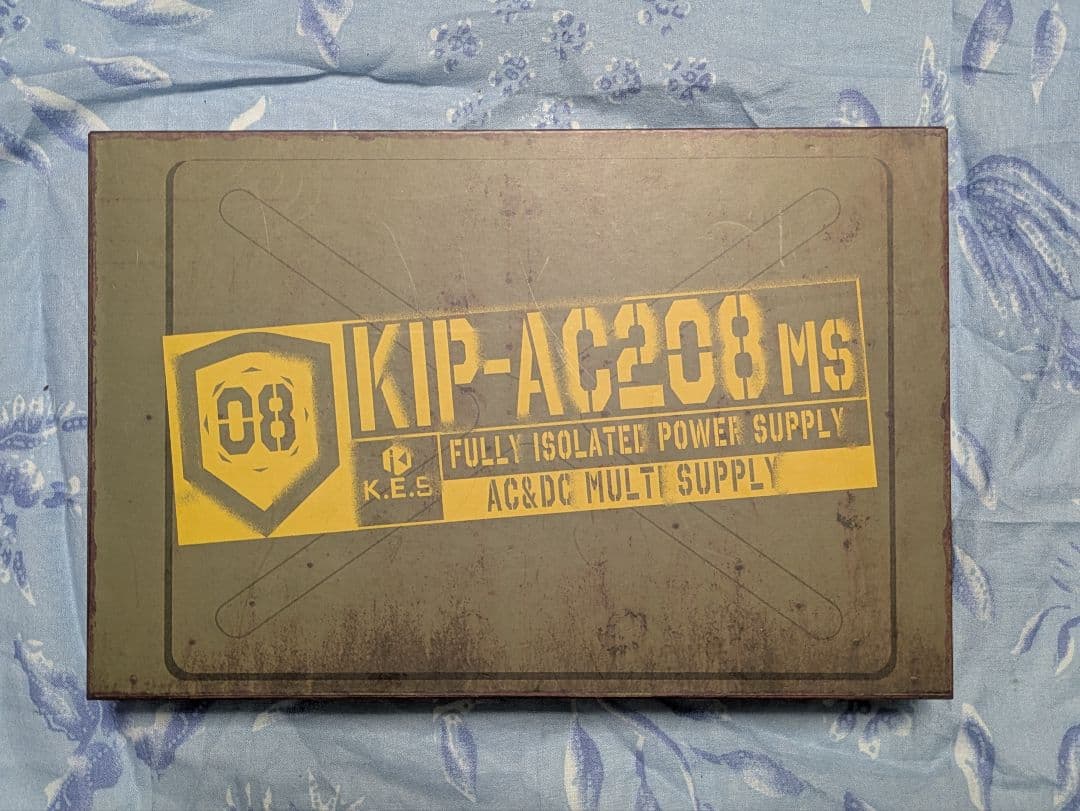 08
KIP-AC208 MS
K.E.S
FULLY ISOLATED POWER SUPPLY
AC&DC MULTI SUPPLY